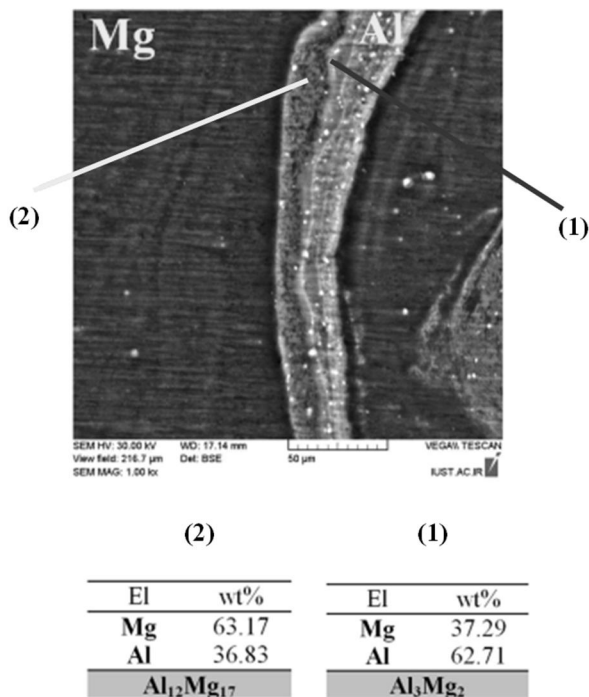 Mg Al
(2)
(1)
SEM HV: 30.00 kV WD: 17.14 mm VEGA\\ TESCAN
View field: 216.7 µm Det: BSE 50 µm
SEM MAG: 1.00 kx IUST.AC.IR
(2) (1)
El wt% El wt%
Mg 63.17 Mg 37.29
Al 36.83 Al 62.71
Al₁₂Mg₁₇ Al₃Mg₂